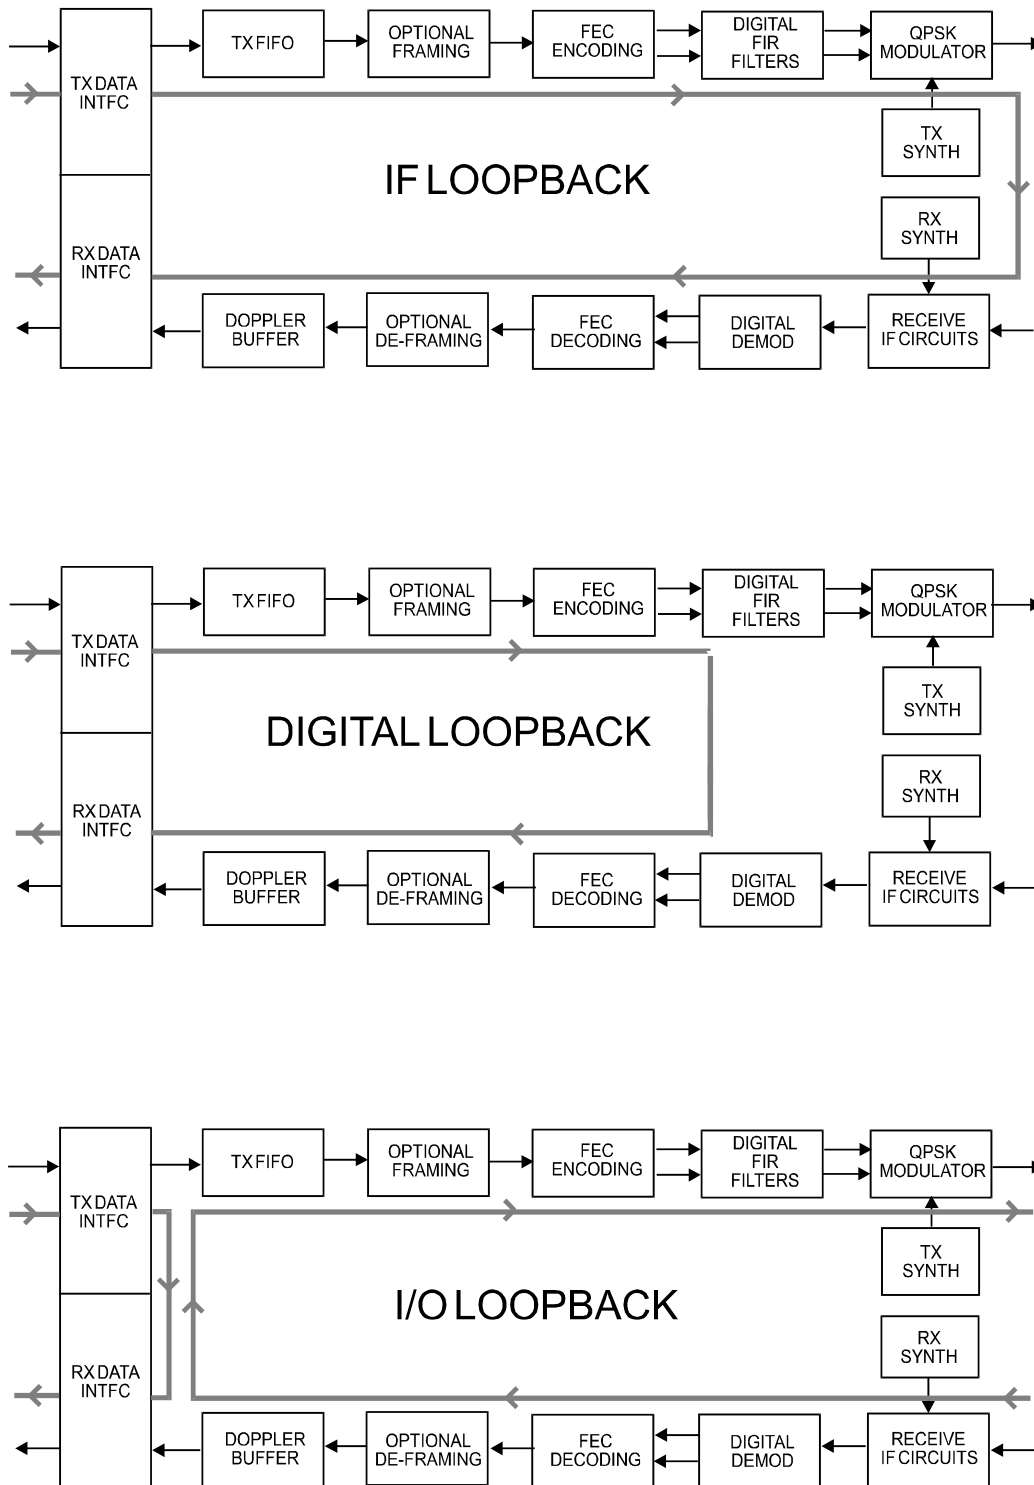 TX FIFO
OPTIONAL
FRAMING
FEC
ENCODING
DIGITAL
FIR
FILTERS
QPSK
MODULATOR
TX DATA
INTFC
IF LOOPBACK
TX
SYNTH
RX
SYNTH
RX DATA
INTFC
DOPPLER
BUFFER
OPTIONAL
DE-FRAMING
FEC
DECODING
DIGITAL
DEMOD
RECEIVE
IF CIRCUITS
TX FIFO
OPTIONAL
FRAMING
FEC
ENCODING
DIGITAL
FIR
FILTERS
QPSK
MODULATOR
TX DATA
INTFC
DIGITAL LOOPBACK
TX
SYNTH
RX
SYNTH
RX DATA
INTFC
DOPPLER
BUFFER
OPTIONAL
DE-FRAMING
FEC
DECODING
DIGITAL
DEMOD
RECEIVE
IF CIRCUITS
TX FIFO
OPTIONAL
FRAMING
FEC
ENCODING
DIGITAL
FIR
FILTERS
QPSK
MODULATOR
TX DATA
INTFC
I/O LOOPBACK
TX
SYNTH
RX
SYNTH
RX DATA
INTFC
DOPPLER
BUFFER
OPTIONAL
DE-FRAMING
FEC
DECODING
DIGITAL
DEMOD
RECEIVE
IF CIRCUITS